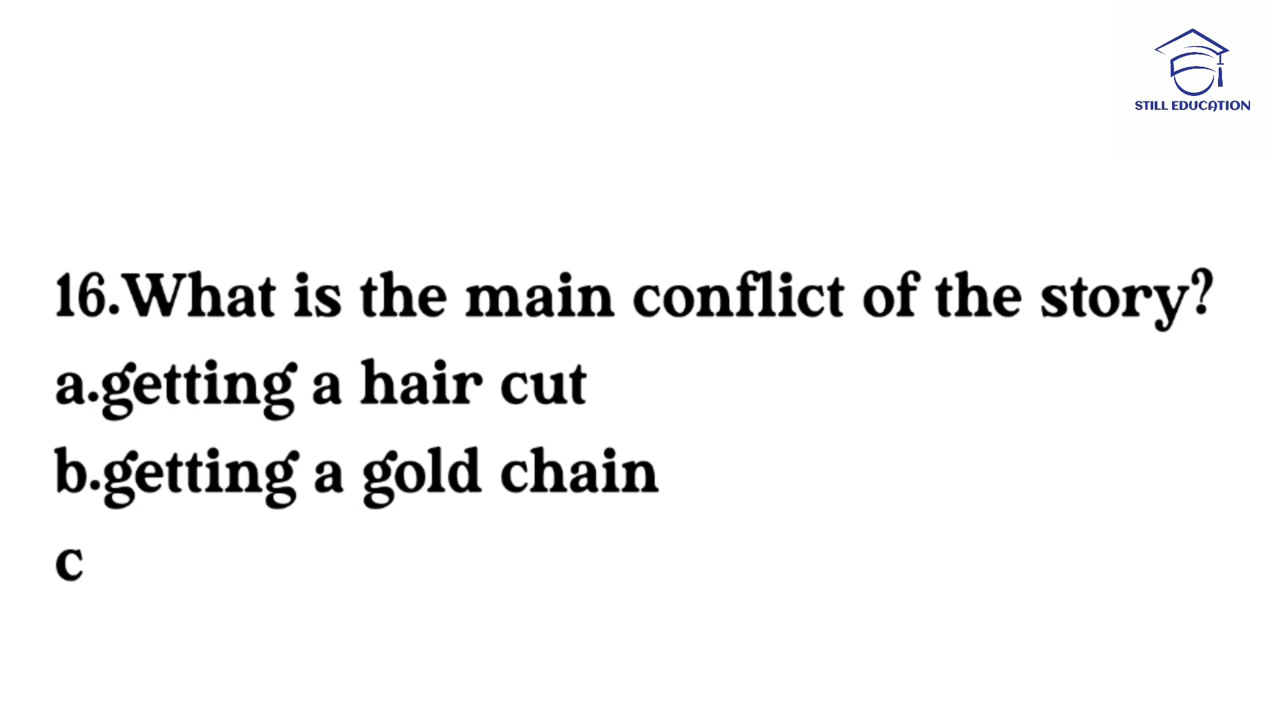 STILL EDUCATION
16.What is the main conflict of the story?
a.getting a hair cut
b.getting a gold chain
c